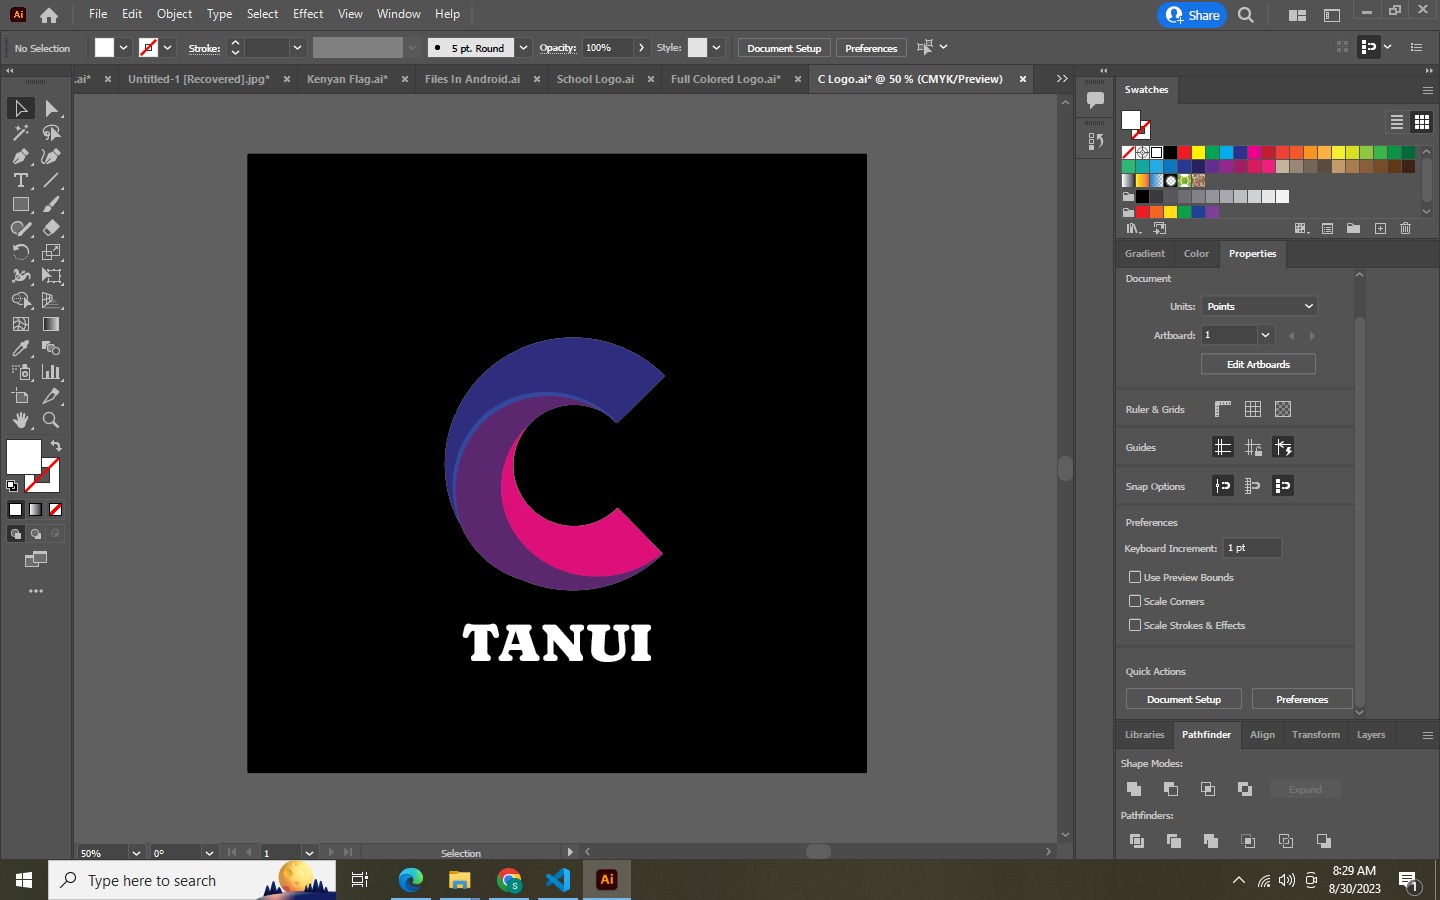 Ai File Edit Object Type Select Effect View Window Help Share
No Selection Stroke: 5 pt. Round Opacity: 100% Style: Document Setup Preferences
.ai* × Untitled-1 [Recovered].jpg* × Kenyan Flag.ai* × Files In Android.ai × School Logo.ai × Full Colored Logo.ai* × C Logo.ai* @ 50 % (CMYK/Preview) ×
Swatches
Gradient Color Properties
Document
Units: Points
Artboard: 1
Edit Artboards
Ruler & Grids
Guides
Snap Options
Preferences
Keyboard Increment: 1 pt
Use Preview Bounds
Scale Corners
Scale Strokes & Effects
Quick Actions
Document Setup Preferences
Libraries Pathfinder Align Transform Layers
Shape Modes:
Expand
Pathfinders:
C
TANUI
50% 0° 1 Selection
Type here to search
Ai
8:29 AM
8/30/2023
1